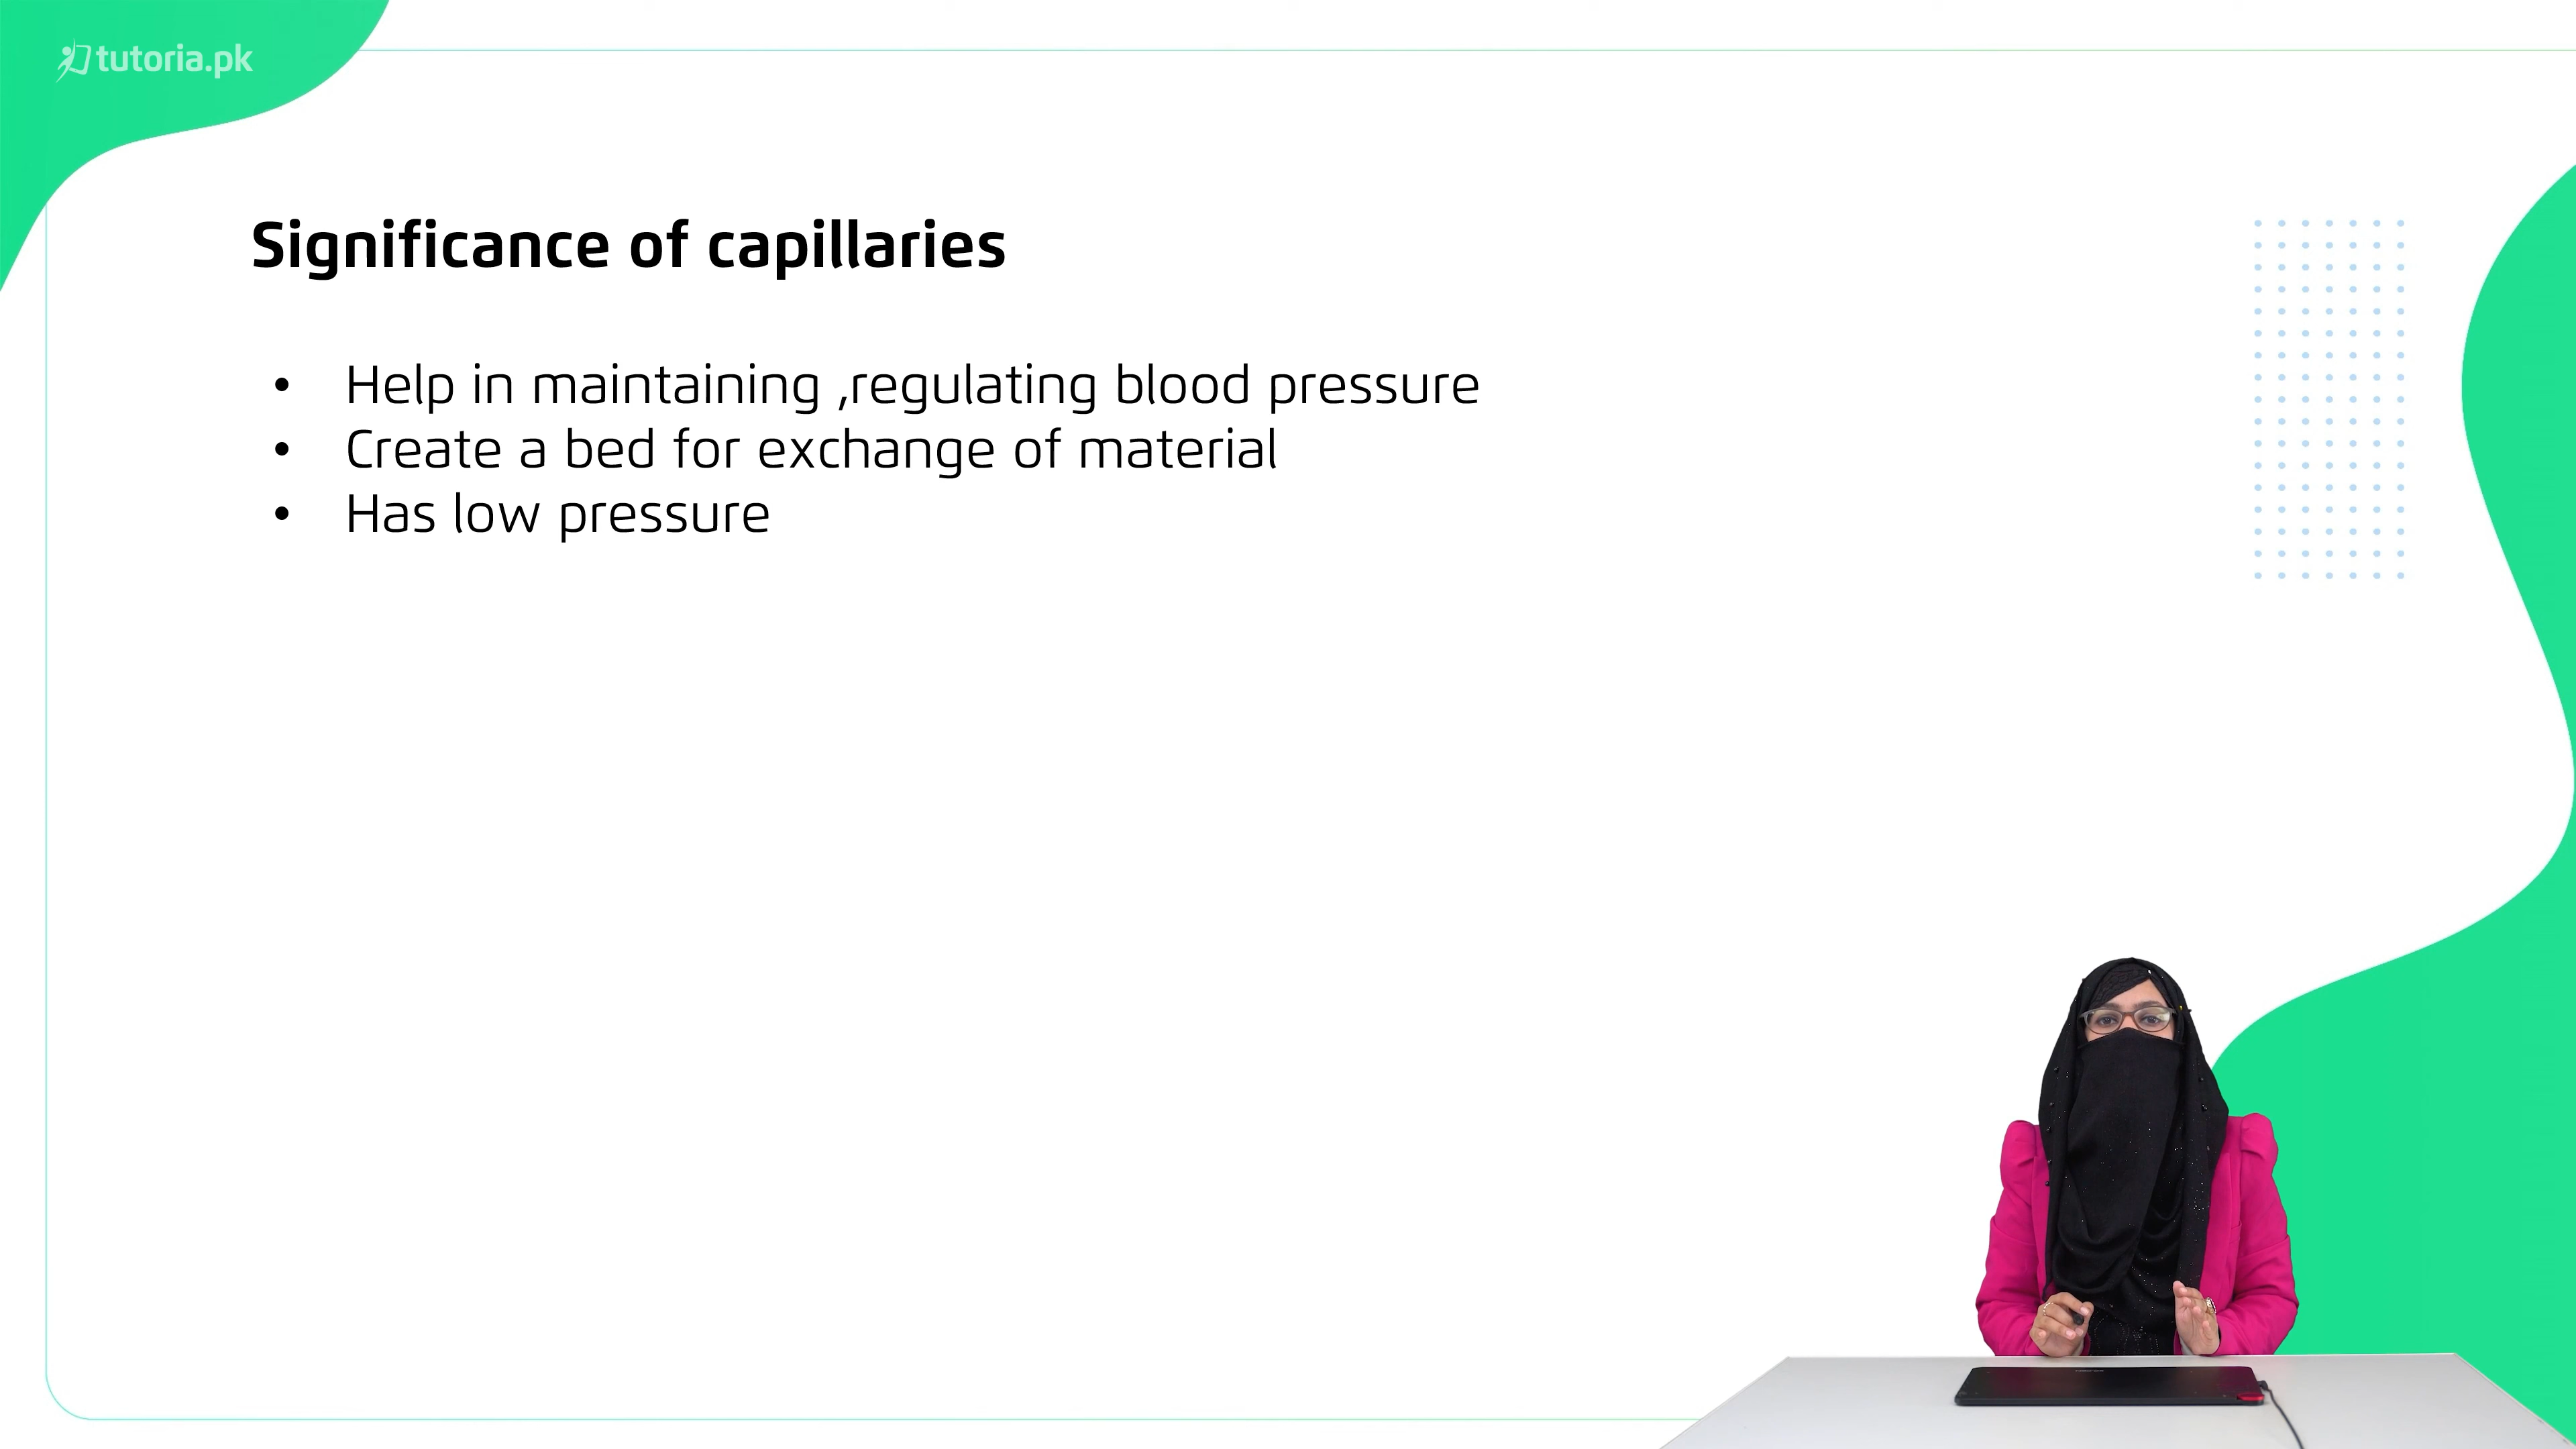 tutoria.pk
Significance of capillaries
• Help in maintaining ,regulating blood pressure
• Create a bed for exchange of material
• Has low pressure